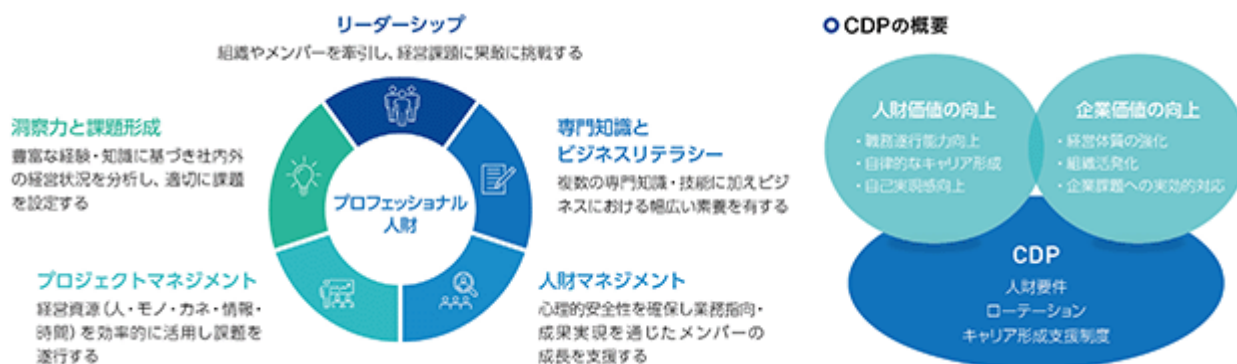 リーダーシップ
組織やメンバーを牽引し、経営課題に果敢に挑戦する
洞察力と課題形成
豊富な経験・知識に基づき社内外
の経営状況を分析し、適切に課題
を設定する
専門知識と
ビジネスリテラシー
複数の専門知識・技能に加えビジ
ネスにおける幅広い素養を有する
プロフェッショナル
人財
プロジェクトマネジメント
経営資源(人・モノ・カネ・情報・
時間)を効率的に活用し課題を
遂行する
人財マネジメント
心理的安全性を確保し業務指向・
成果実現を通じたメンバーの
成長を支援する
CDPの概要
人財価値の向上
・職務遂行能力向上
・自律的なキャリア形成
・自己実現感向上
企業価値の向上
・経営体質の強化
・組織活発化
・企業課題への実効的対応
CDP
人財要件
ローテーション
キャリア形成支援制度